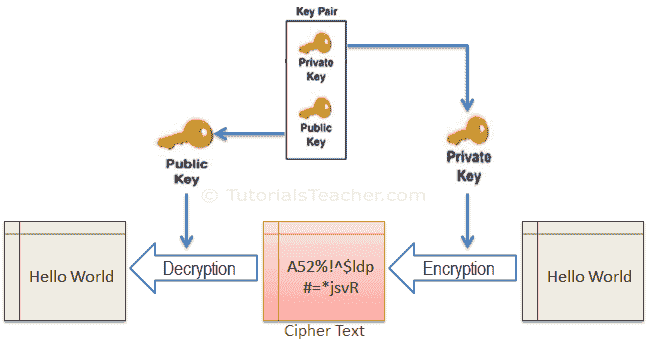 Key Pair
Private
Key
Public
Key
Public
Key
Private
Key
© TutorialsTeacher.com
Hello World
Decryption
A52%!^$ldp
#=*jsvR
Encryption
Hello World
Cipher Text